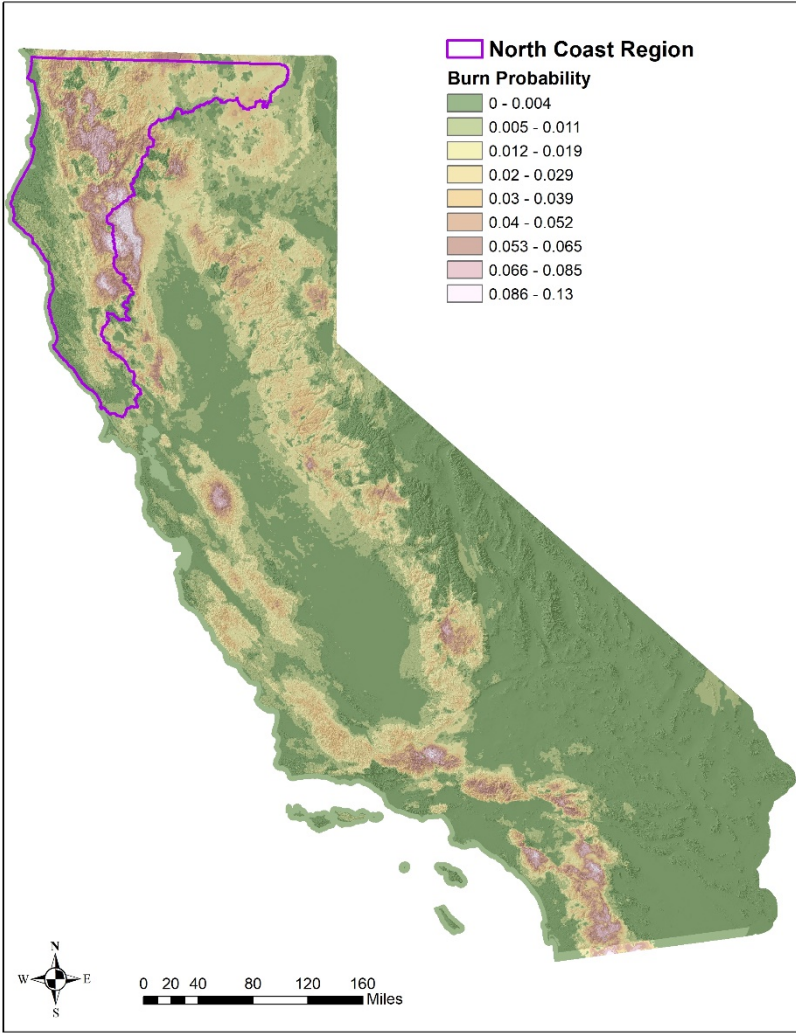 North Coast Region
Burn Probability
0 - 0.004
0.005 - 0.011
0.012 - 0.019
0.02 - 0.029
0.03 - 0.039
0.04 - 0.052
0.053 - 0.065
0.066 - 0.085
0.086 - 0.13
N
W E
S
0 20 40 80 120 160
Miles